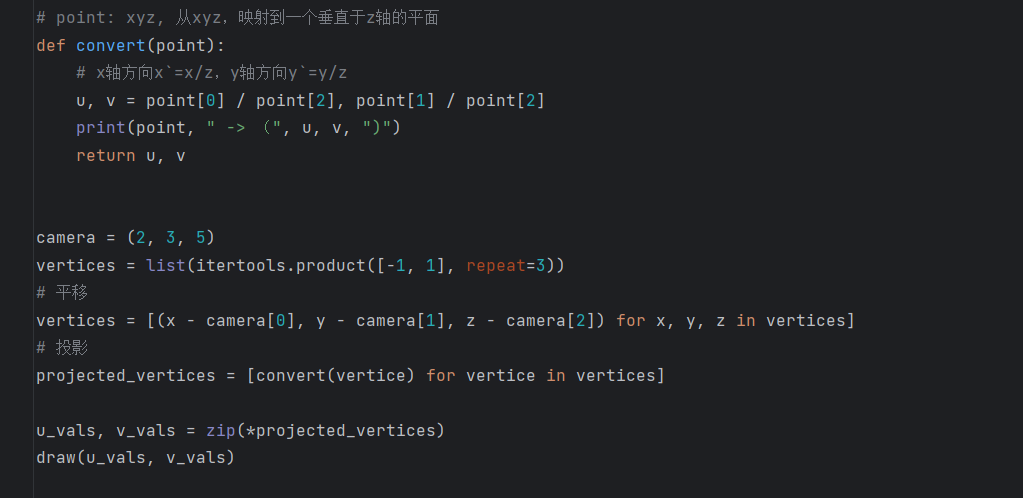 # point: xyz, 从xyz，映射到一个垂直于z轴的平面
def convert(point):
    # x轴方向x`=x/z，y轴方向y`=y/z
    u, v = point[0] / point[2], point[1] / point[2]
    print(point, " -> （", u, v, ")")
    return u, v
camera = (2, 3, 5)
vertices = list(itertools.product([-1, 1], repeat=3))
# 平移
vertices = [(x - camera[0], y - camera[1], z - camera[2]) for x, y, z in vertices]
# 投影
projected_vertices = [convert(vertice) for vertice in vertices]
u_vals, v_vals = zip(*projected_vertices)
draw(u_vals, v_vals)